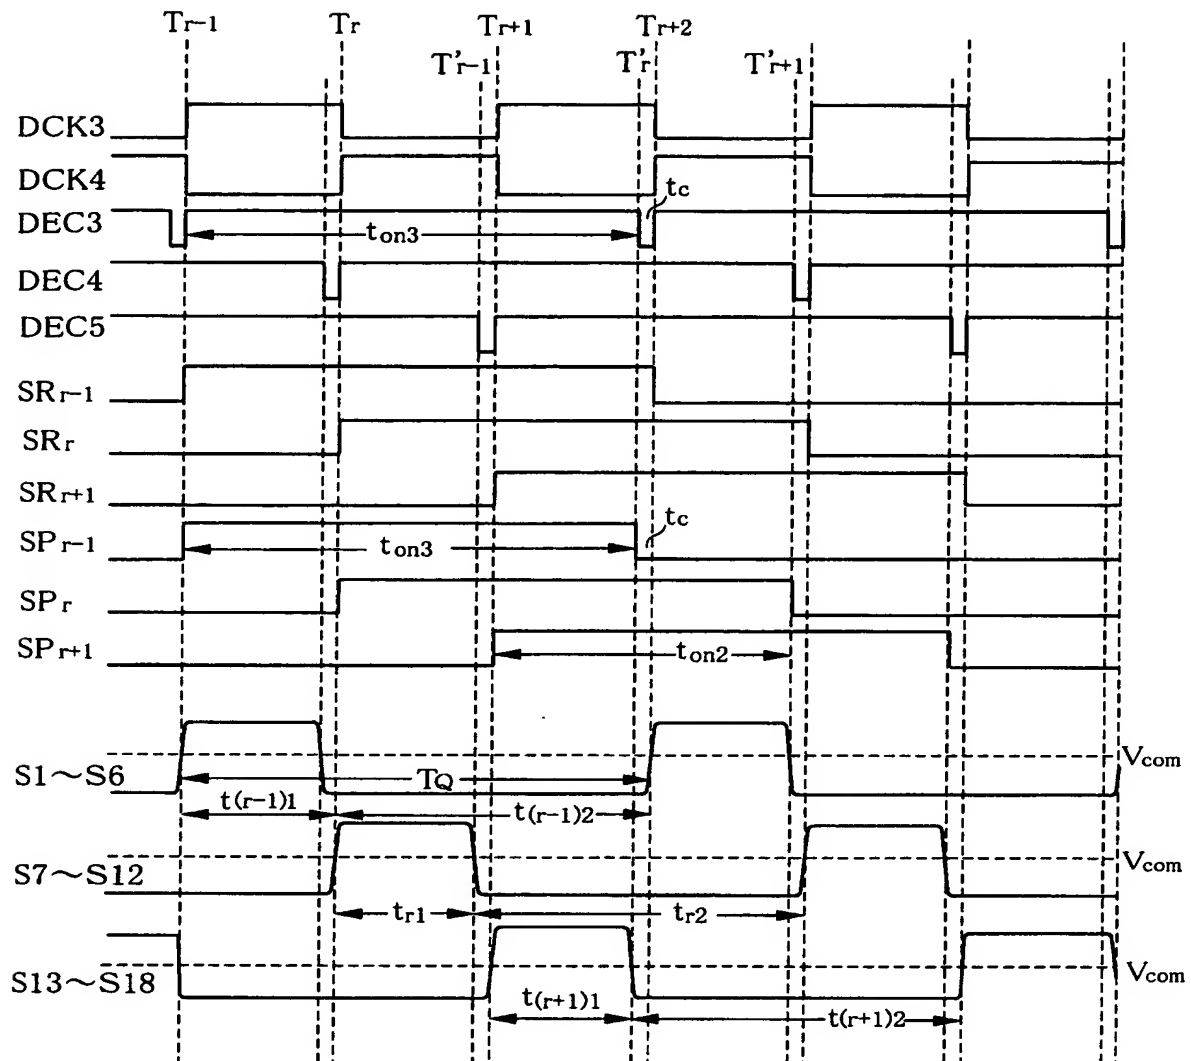 Tr-1 Tr Tr+1 Tr+2
T'r-1 T'r T'r+1
DCK3
DCK4
tc
DEC3
ton3
DEC4
DEC5
SRr-1
SRr
SRr+1
tc
SPr-1
ton3
SPr
SPr+1
ton2
Vcom
S1～S6
TQ
t(r-1)1 t(r-1)2
Vcom
S7～S12
tr1 tr2
Vcom
S13～S18
t(r+1)1 t(r+1)2